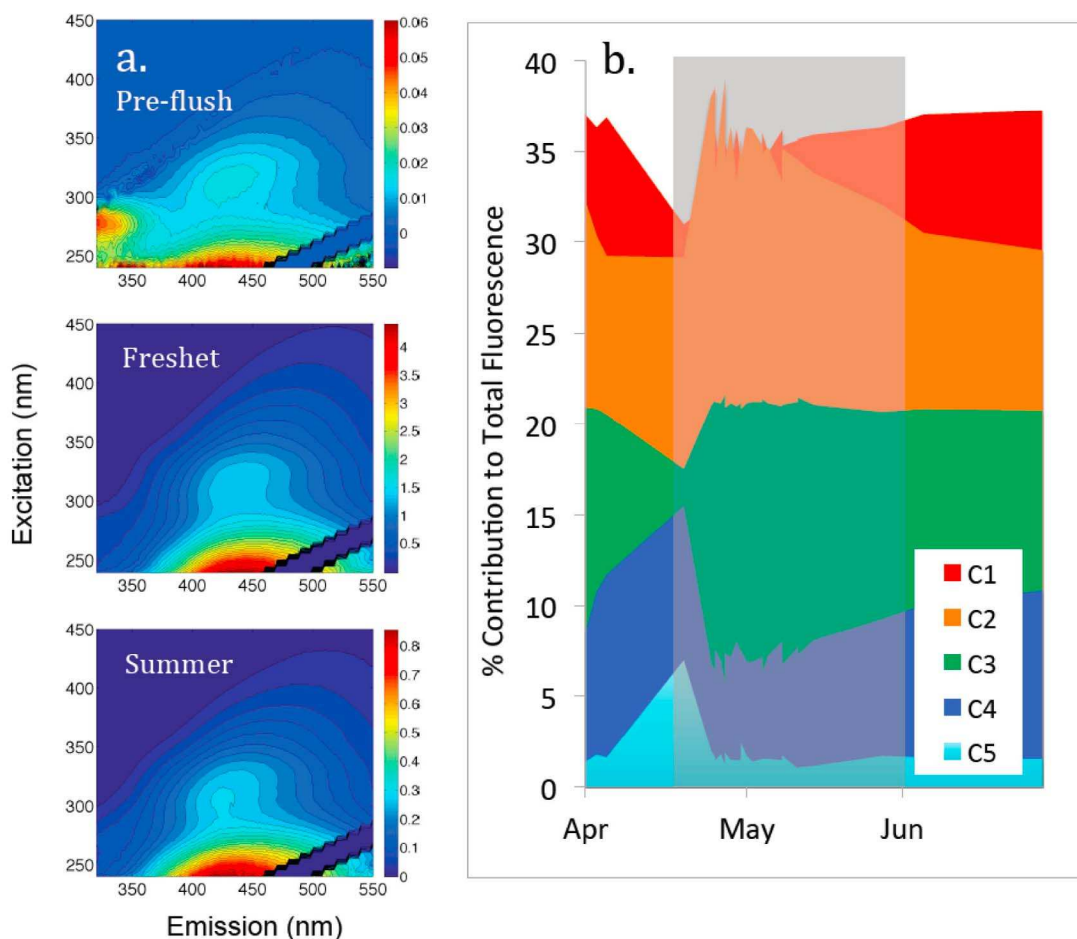 a.
Pre-flush
450
400
350
300
250
350 400 450 500 550
0.06
0.05
0.04
0.03
0.02
0.01
0
Freshet
450
400
350
300
250
350 400 450 500 550
4
3.5
3
2.5
2
1.5
1
0.5
Summer
450
400
350
300
250
350 400 450 500 550
0.8
0.7
0.6
0.5
0.4
0.3
0.2
0.1
0
Excitation (nm)
Emission (nm)
b.
% Contribution to Total Fluorescence
40
35
30
25
20
15
10
5
0
Apr May Jun
C1
C2
C3
C4
C5